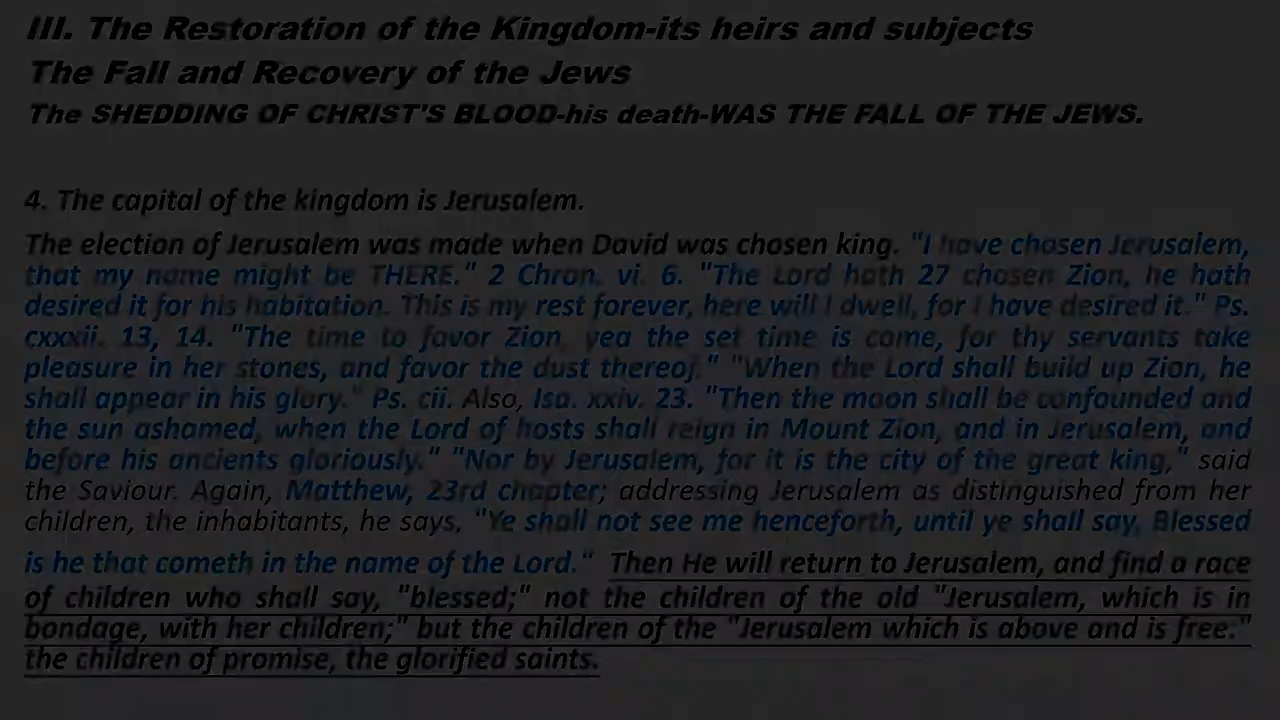 III. The Restoration of the Kingdom-its heirs and subjects
The Fall and Recovery of the Jews
The SHEDDING OF CHRIST'S BLOOD-his death-WAS THE FALL OF THE JEWS.
4. The capital of the kingdom is Jerusalem.
The election of Jerusalem was made when David was chosen king. "I have chosen Jerusalem,
that my name might be THERE." 2 Chron. vi. 6. "The Lord hath 27 chosen Zion, he hath
desired it for his habitation. This is my rest forever, here will I dwell, for I have desired it." Ps.
cxxxii. 13, 14. "The time to favor Zion, yea the set time is come, for thy servants take
pleasure in her stones, and favor the dust thereof." "When the Lord shall build up Zion, he
shall appear in his glory." Ps. cii. Also, Isa. xxiv. 23. "Then the moon shall be confounded and
the sun ashamed, when the Lord of hosts shall reign in Mount Zion, and in Jerusalem, and
before his ancients gloriously." "Nor by Jerusalem, for it is the city of the great king," said
the Saviour. Again, Matthew, 23rd chapter; addressing Jerusalem as distinguished from her
children, the inhabitants, he says, "Ye shall not see me henceforth, until ye shall say, Blessed
is he that cometh in the name of the Lord." Then He will return to Jerusalem, and find a race
of children who shall say, "blessed;" not the children of the old "Jerusalem, which is in
bondage, with her children;" but the children of the "Jerusalem which is above and is free:"
the children of promise, the glorified saints.